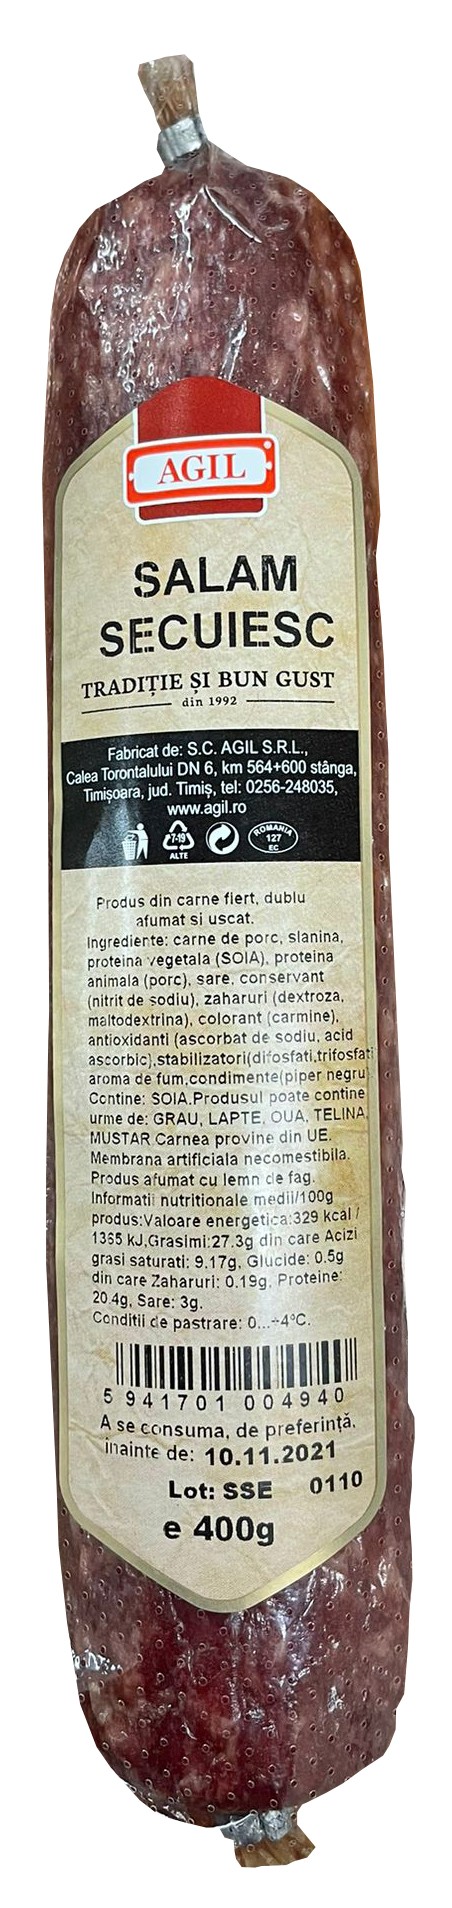 AGIL
SALAM
SECUIESC
TRADIȚIE ȘI BUN GUST
din 1992
Fabricat de: S.C. AGIL S.R.L.,
Calea Torontalului DN 6, km 564+600 stânga,
Timișoara, jud. Timiș, tel: 0256-248035,
www.agil.ro
7-19
ALTE
ROMANIA
127
EC
Produs din carne fiert, dublu
afumat si uscat.
Ingrediente: carne de porc, slanina,
proteina vegetala (SOIA), proteina
animala (porc), sare, conservant
(nitrit de sodiu), zaharuri (dextroza,
maltodextrina), colorant (carmine),
antioxidanti (ascorbat de sodiu, acid
ascorbic),stabilizatori(difosfati,trifosfati
aroma de fum,condimente(piper negru)
Contine: SOIA.Produsul poate contine
urme de: GRAU, LAPTE, OUA, TELINA,
MUSTAR Carnea provine din UE.
Membrana artificiala necomestibila.
Produs afumat cu lemn de fag.
Informatii nutritionale medii/100g
produs:Valoare energetica:329 kcal /
1365 kJ,Grasimi:27.3g din care Acizi
grasi saturati: 9.17g, Glucide: 0.5g
din care Zaharuri: 0.19g, Proteine:
20.4g, Sare: 3g.
Conditii de pastrare: 0...+4°C.
5 941701 004940
A se consuma, de preferință,
înainte de: 10.11.2021
Lot: SSE 0110
e 400g